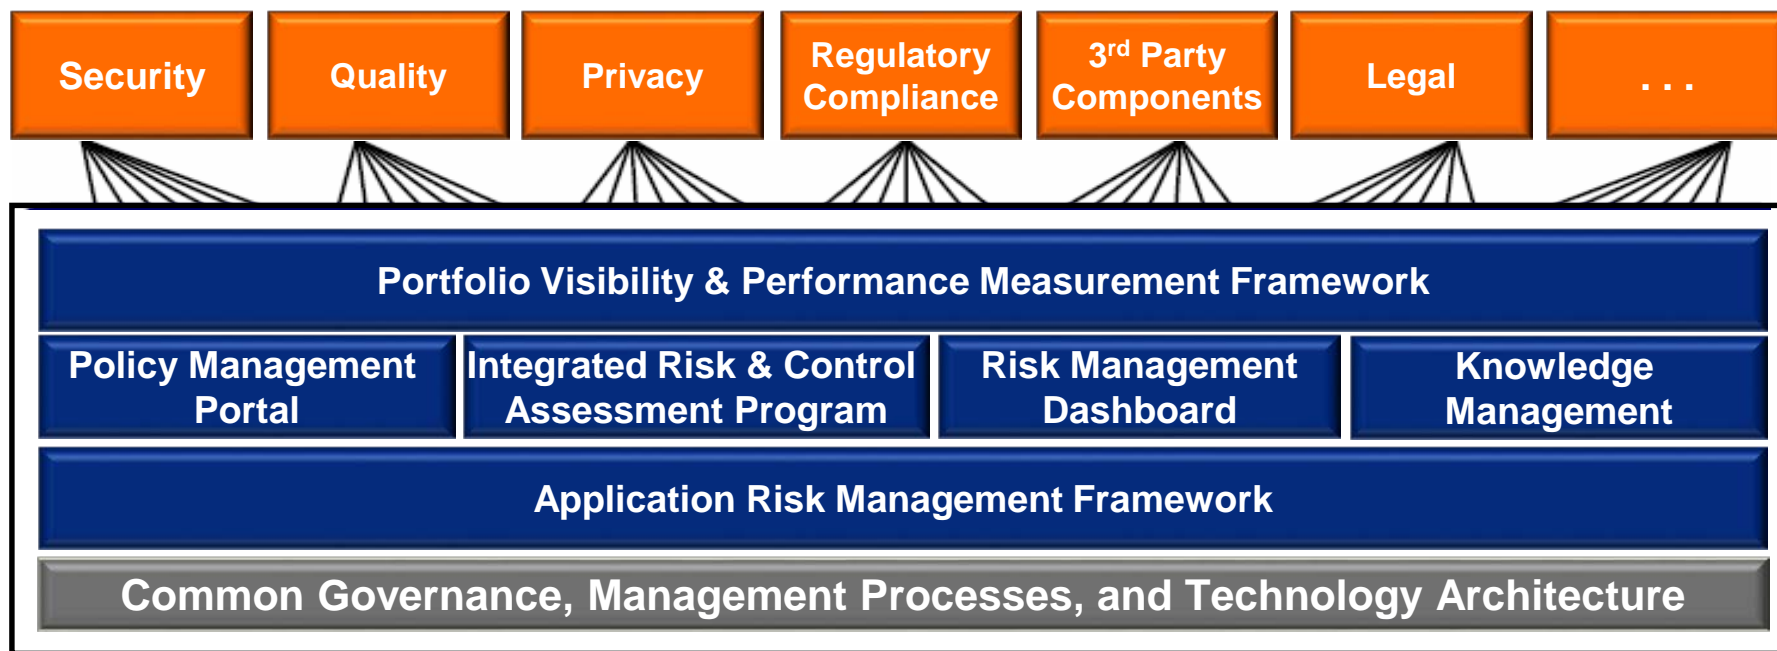 Security
Quality
Privacy
Regulatory
Compliance
3rd Party
Components
Legal
. . .
Portfolio Visibility & Performance Measurement Framework
Policy Management
Portal
Integrated Risk & Control
Assessment Program
Risk Management
Dashboard
Knowledge
Management
Application Risk Management Framework
Common Governance, Management Processes, and Technology Architecture